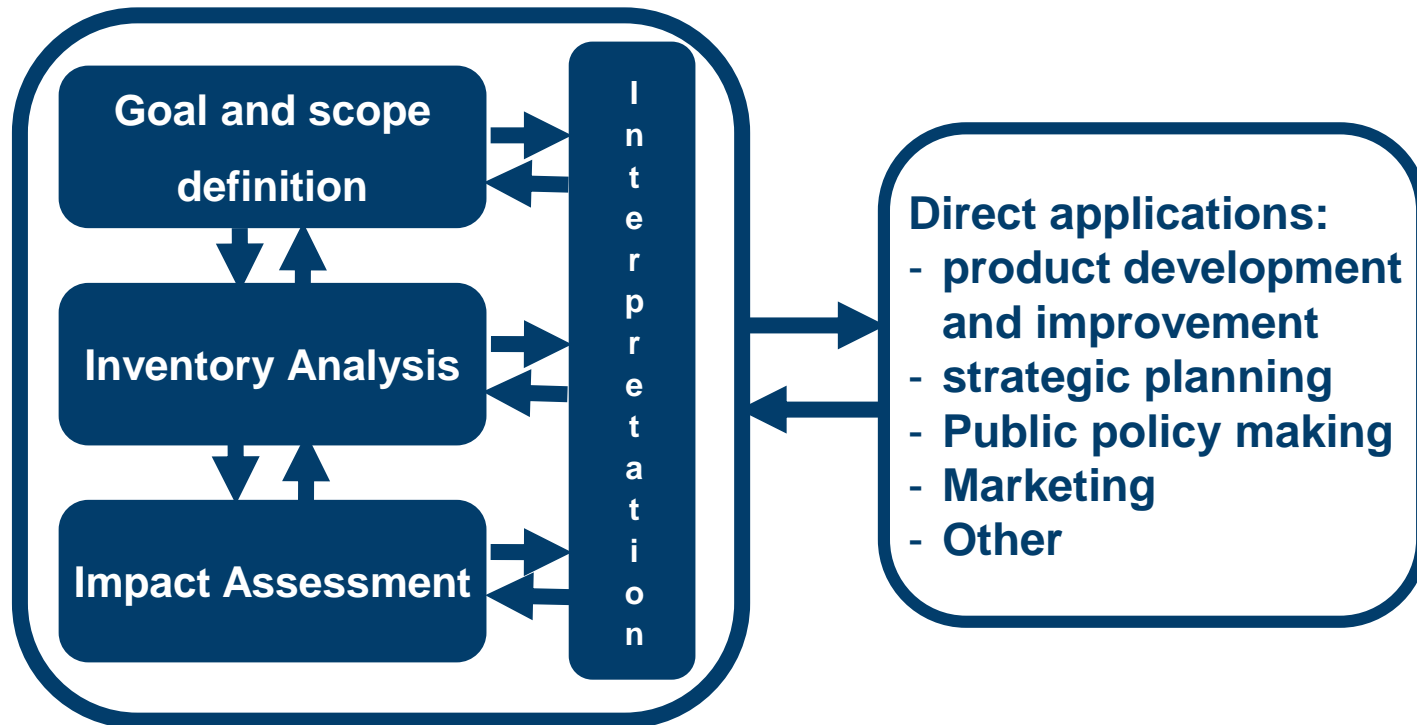 Goal and scope
definition
Inventory Analysis
Impact Assessment
Interpretation
Direct applications:
- product development
and improvement
- strategic planning
- Public policy making
- Marketing
- Other